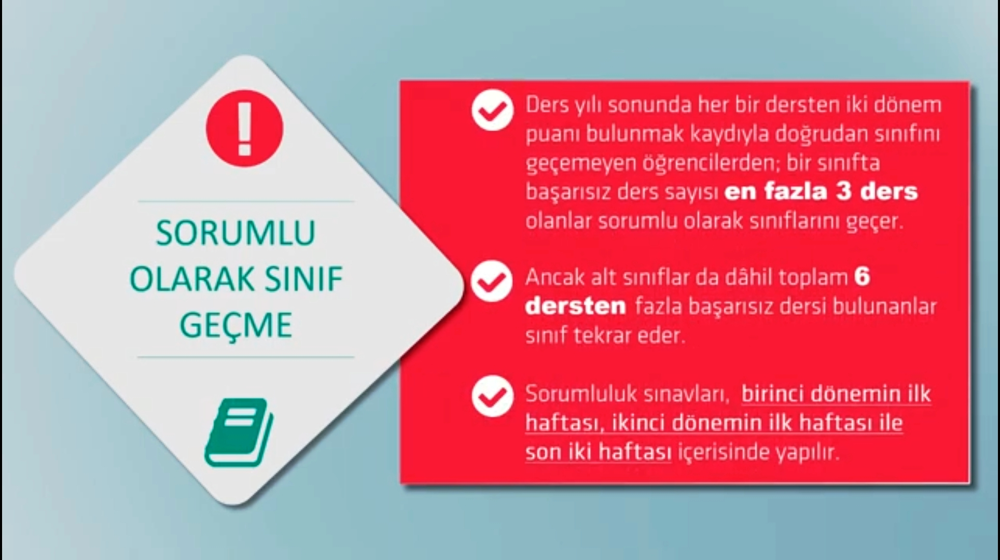 !
SORUMLU
OLARAK SINIF
GEÇME
Ders yılı sonunda her bir dersten iki dönem
puanı bulunmak kaydıyla doğrudan sınıfını
geçemeyen öğrencilerden; bir sınıfta
başarısız ders sayısı en fazla 3 ders
olanlar sorumlu olarak sınıflarını geçer.
Ancak alt sınıflar da dâhil toplam 6
dersten fazla başarısız dersi bulunanlar
sınıf tekrar eder.
Sorumluluk sınavları, birinci dönemin ilk
haftası, ikinci dönemin ilk haftası ile
son iki haftası içerisinde yapılır.